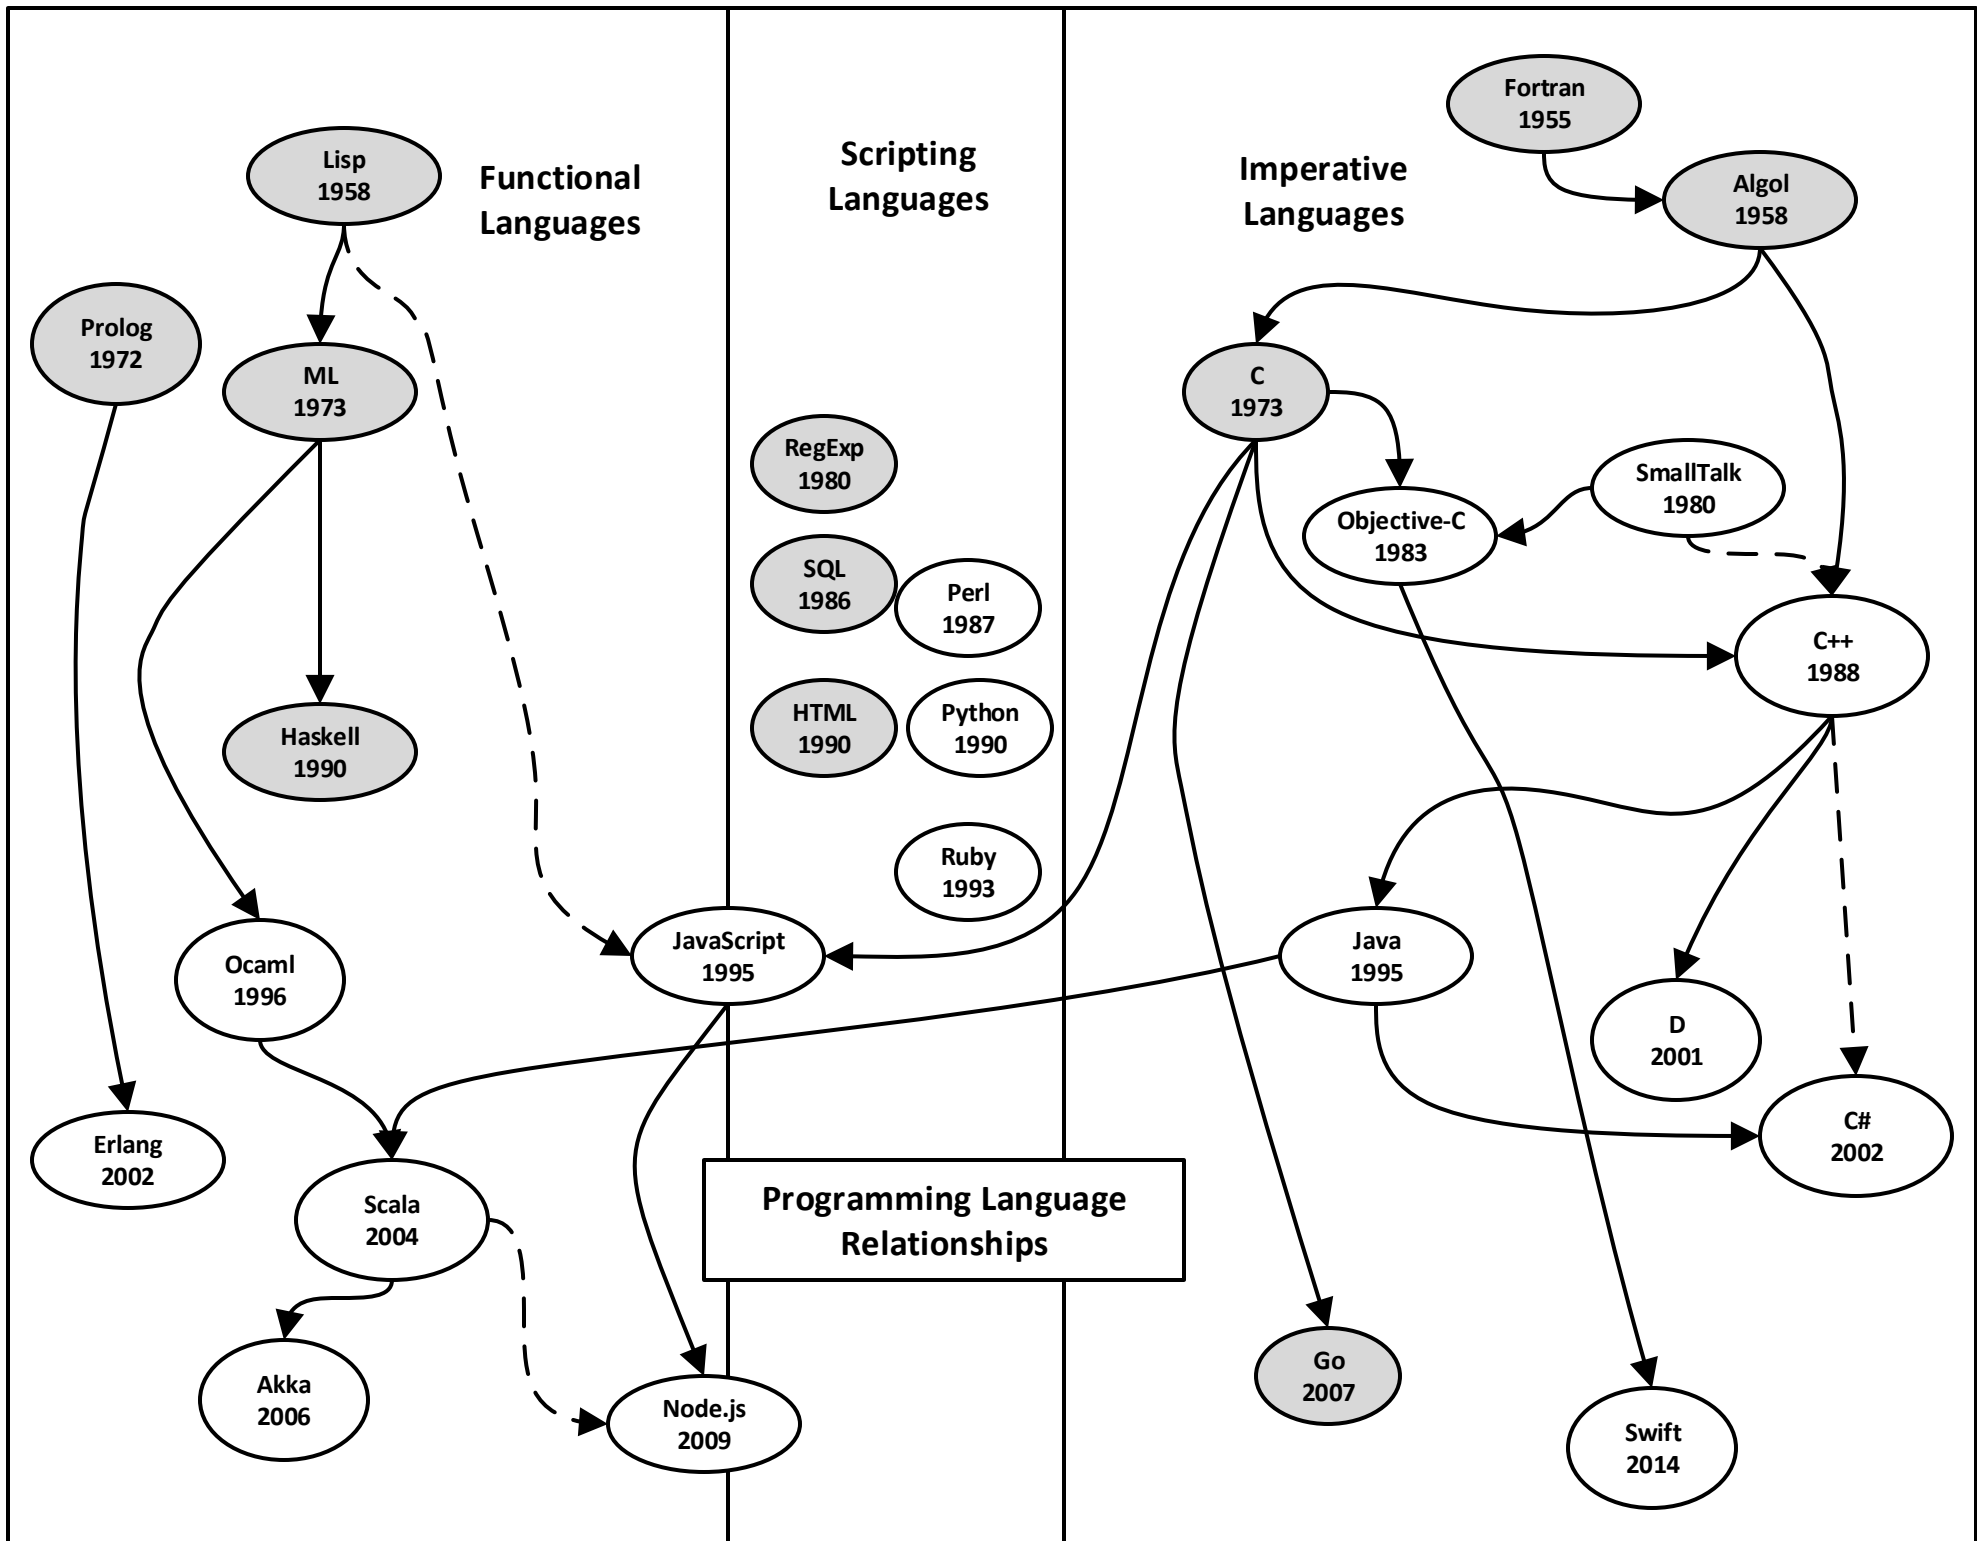 Fortran
1955
Scripting
Languages
Lisp
1958
Functional
Languages
Imperative
Languages
Algol
1958
Prolog
1972
ML
1973
C
1973
RegExp
1980
SmallTalk
1980
Objective-C
1983
SQL
1986
Perl
1987
C++
1988
HTML
1990
Python
1990
Haskell
1990
Ruby
1993
JavaScript
1995
Java
1995
Ocaml
1996
D
2001
C#
2002
Erlang
2002
Scala
2004
Programming Language
Relationships
Go
2007
Akka
2006
Node.js
2009
Swift
2014